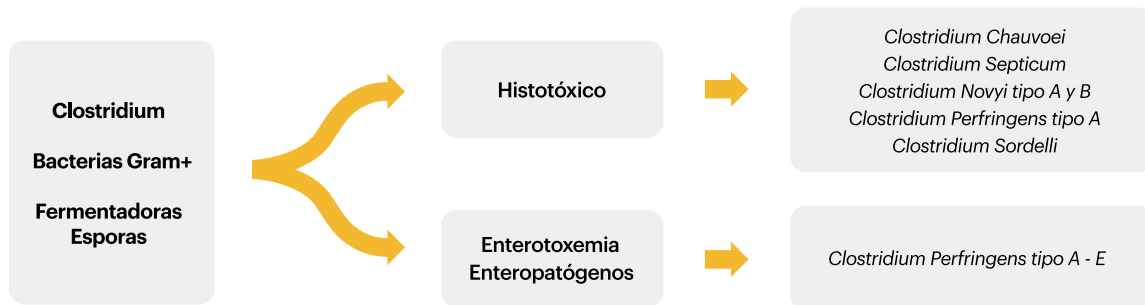 Clostridium
Bacterias Gram+
Fermentadoras
Esporas
Histotóxico
Clostridium Chauvoei
Clostridium Septicum
Clostridium Novyi tipo A y B
Clostridium Perfringens tipo A
Clostridium Sordelli
Enterotoxemia
Enteropatógenos
Clostridium Perfringens tipo A - E